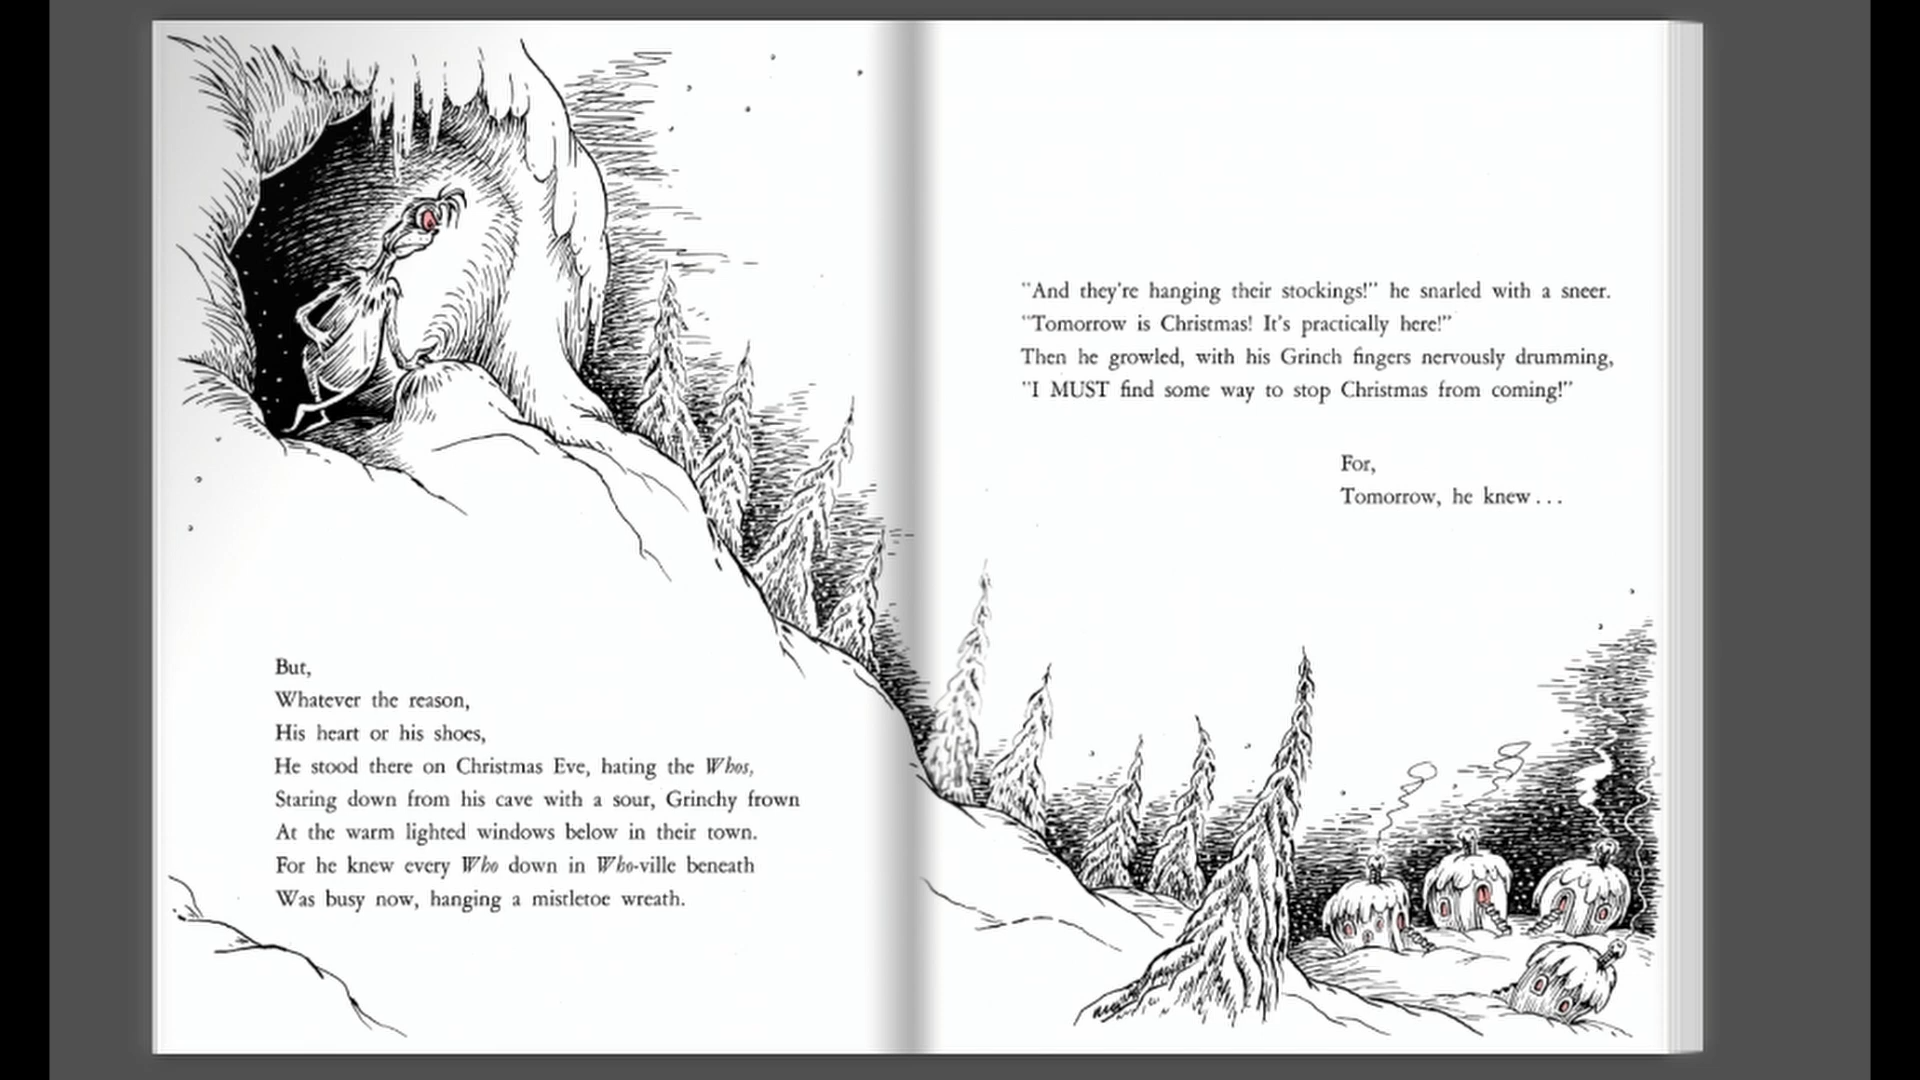 But,
Whatever the reason,
His heart or his shoes,
He stood there on Christmas Eve, hating the Whos,
Staring down from his cave with a sour, Grinchy frown
At the warm lighted windows below in their town.
For he knew every Who down in Who-ville beneath
Was busy now, hanging a mistletoe wreath.
“And they’re hanging their stockings!” he snarled with a sneer.
“Tomorrow is Christmas! It’s practically here!”
Then he growled, with his Grinch fingers nervously drumming,
“I MUST find some way to stop Christmas from coming!”
For,
Tomorrow, he knew . . .